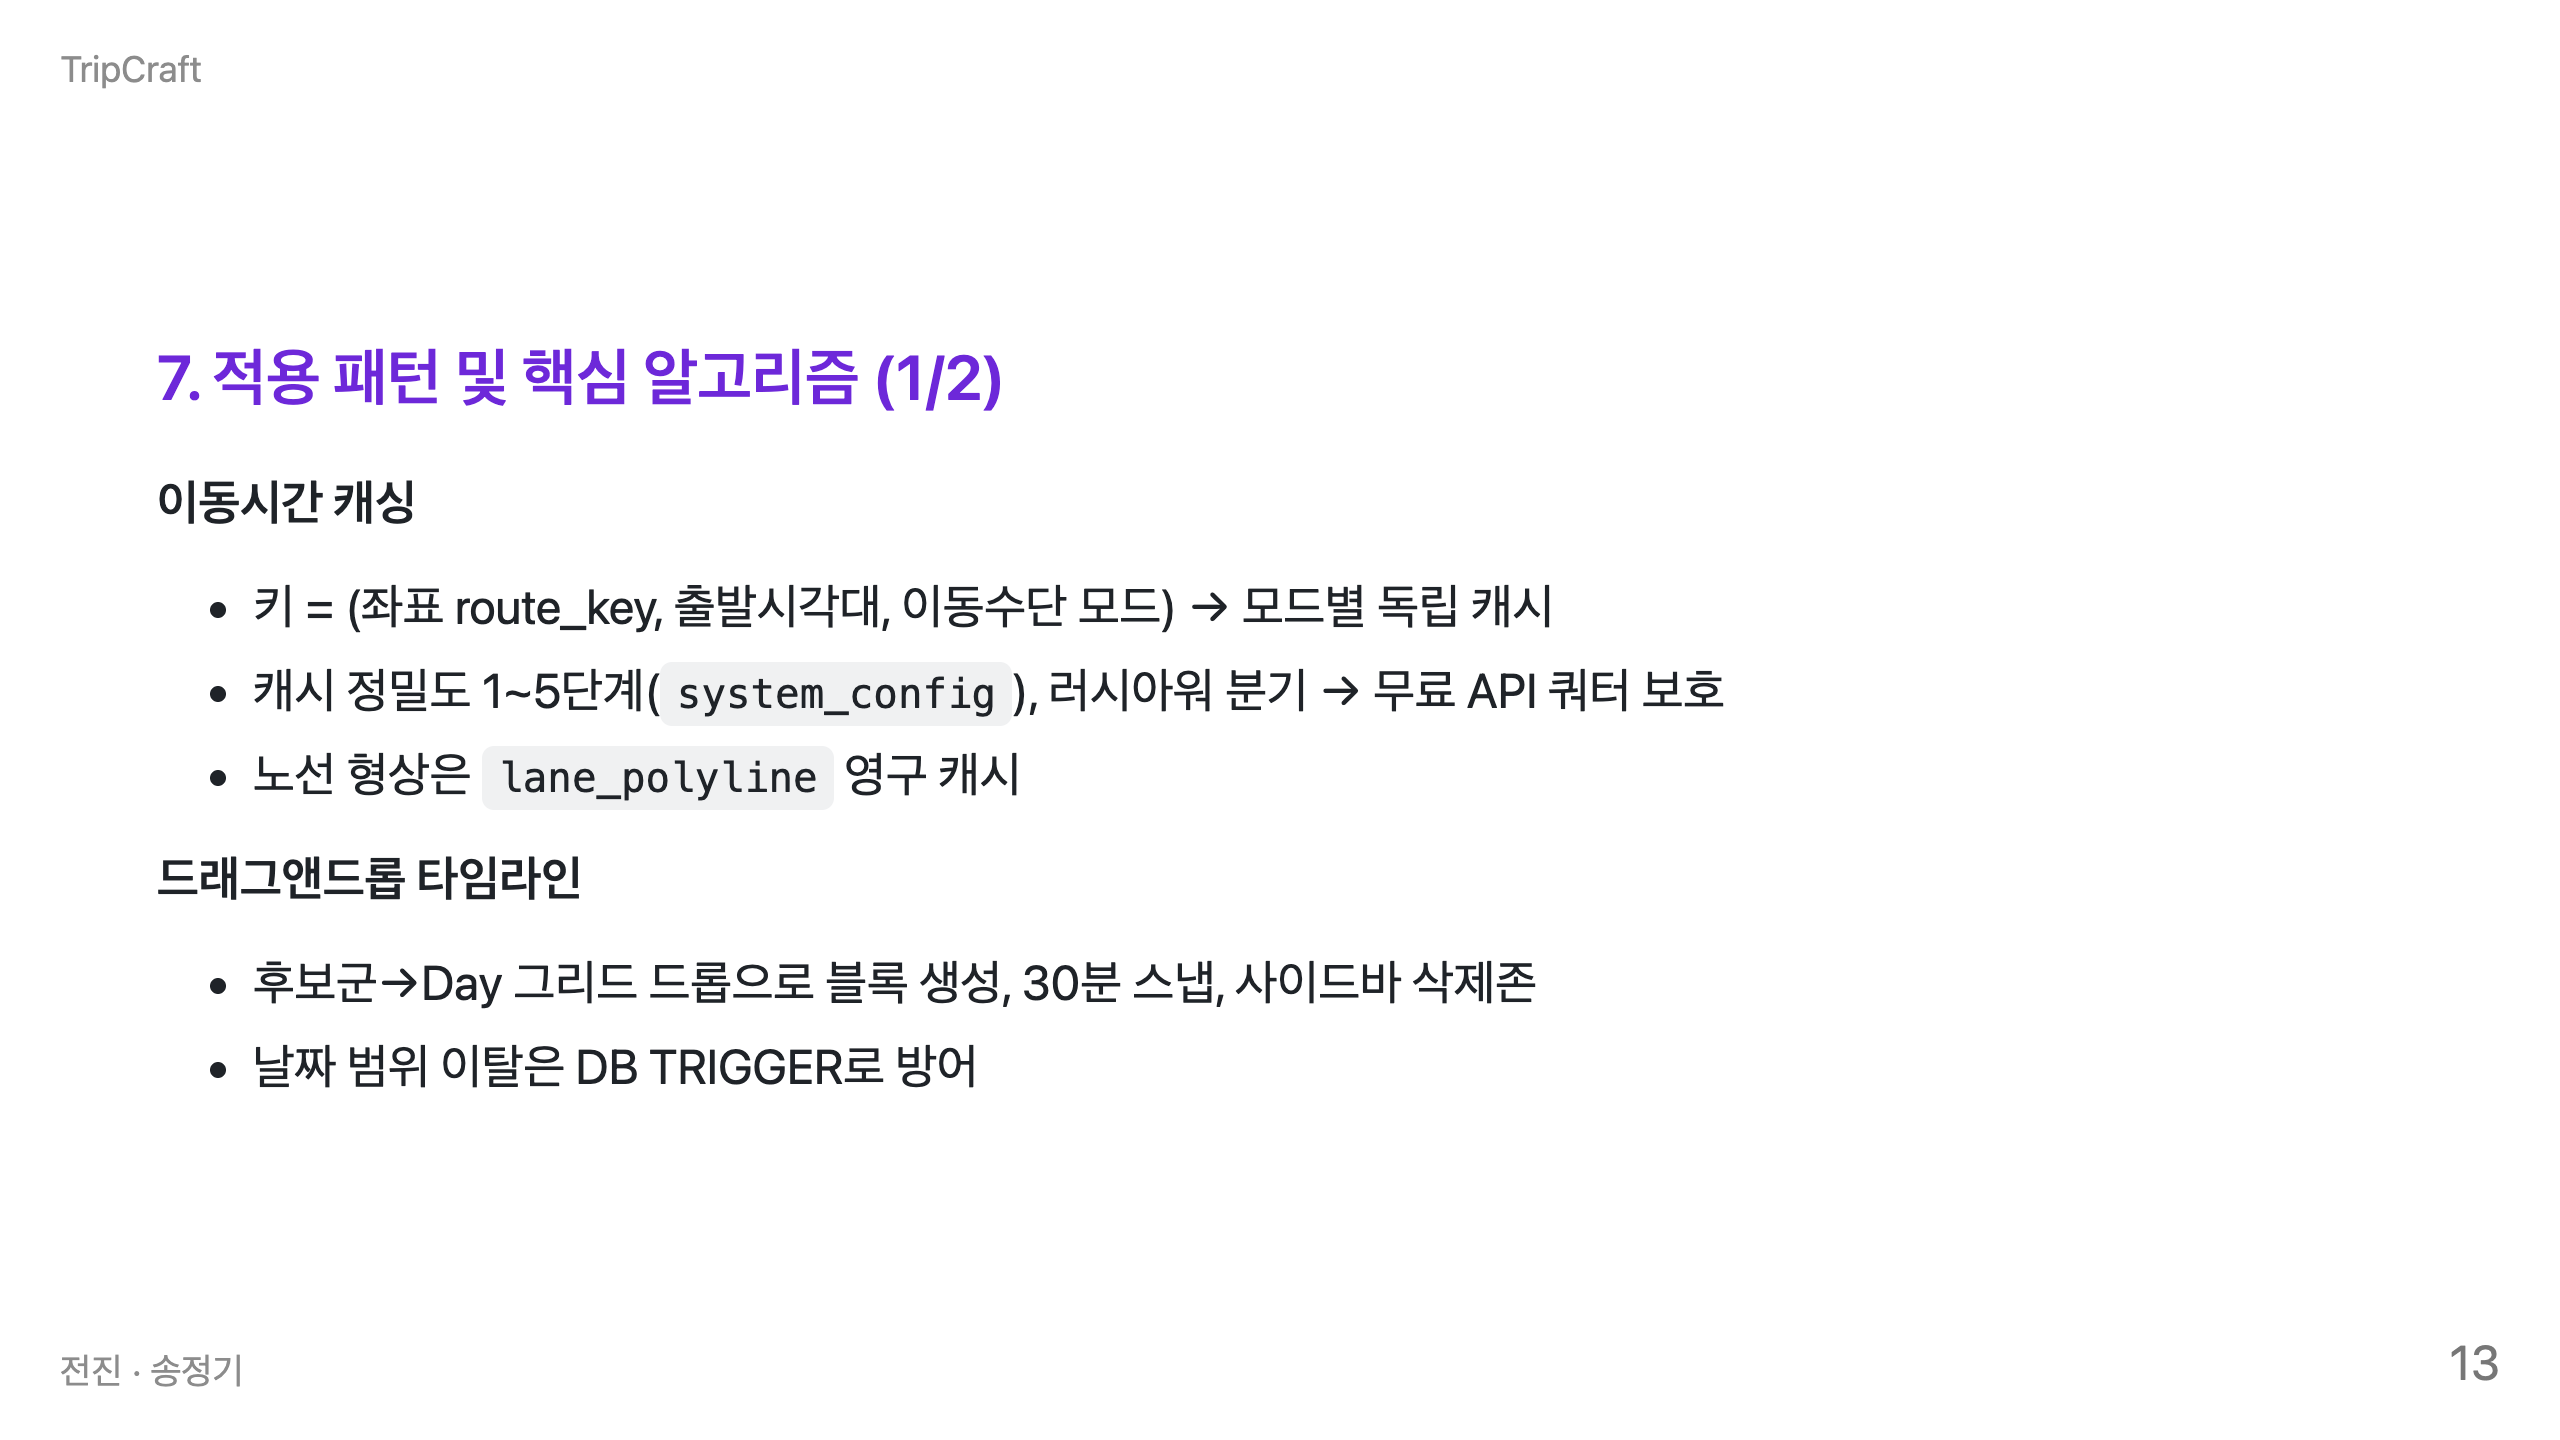 TripCraft
7. 적용 패턴 및 핵심 알고리즘 (1/2)
이동시간 캐싱
• 키 = (좌표 route_key, 출발시각대, 이동수단 모드) → 모드별 독립 캐시
• 캐시 정밀도 1~5단계( system_config ), 러시아워 분기 → 무료 API 쿼터 보호
• 노선 형상은 lane_polyline 영구 캐시
드래그앤드롭 타임라인
• 후보군→Day 그리드 드롭으로 블록 생성, 30분 스냅, 사이드바 삭제존
• 날짜 범위 이탈은 DB TRIGGER로 방어
전진 · 송정기
13